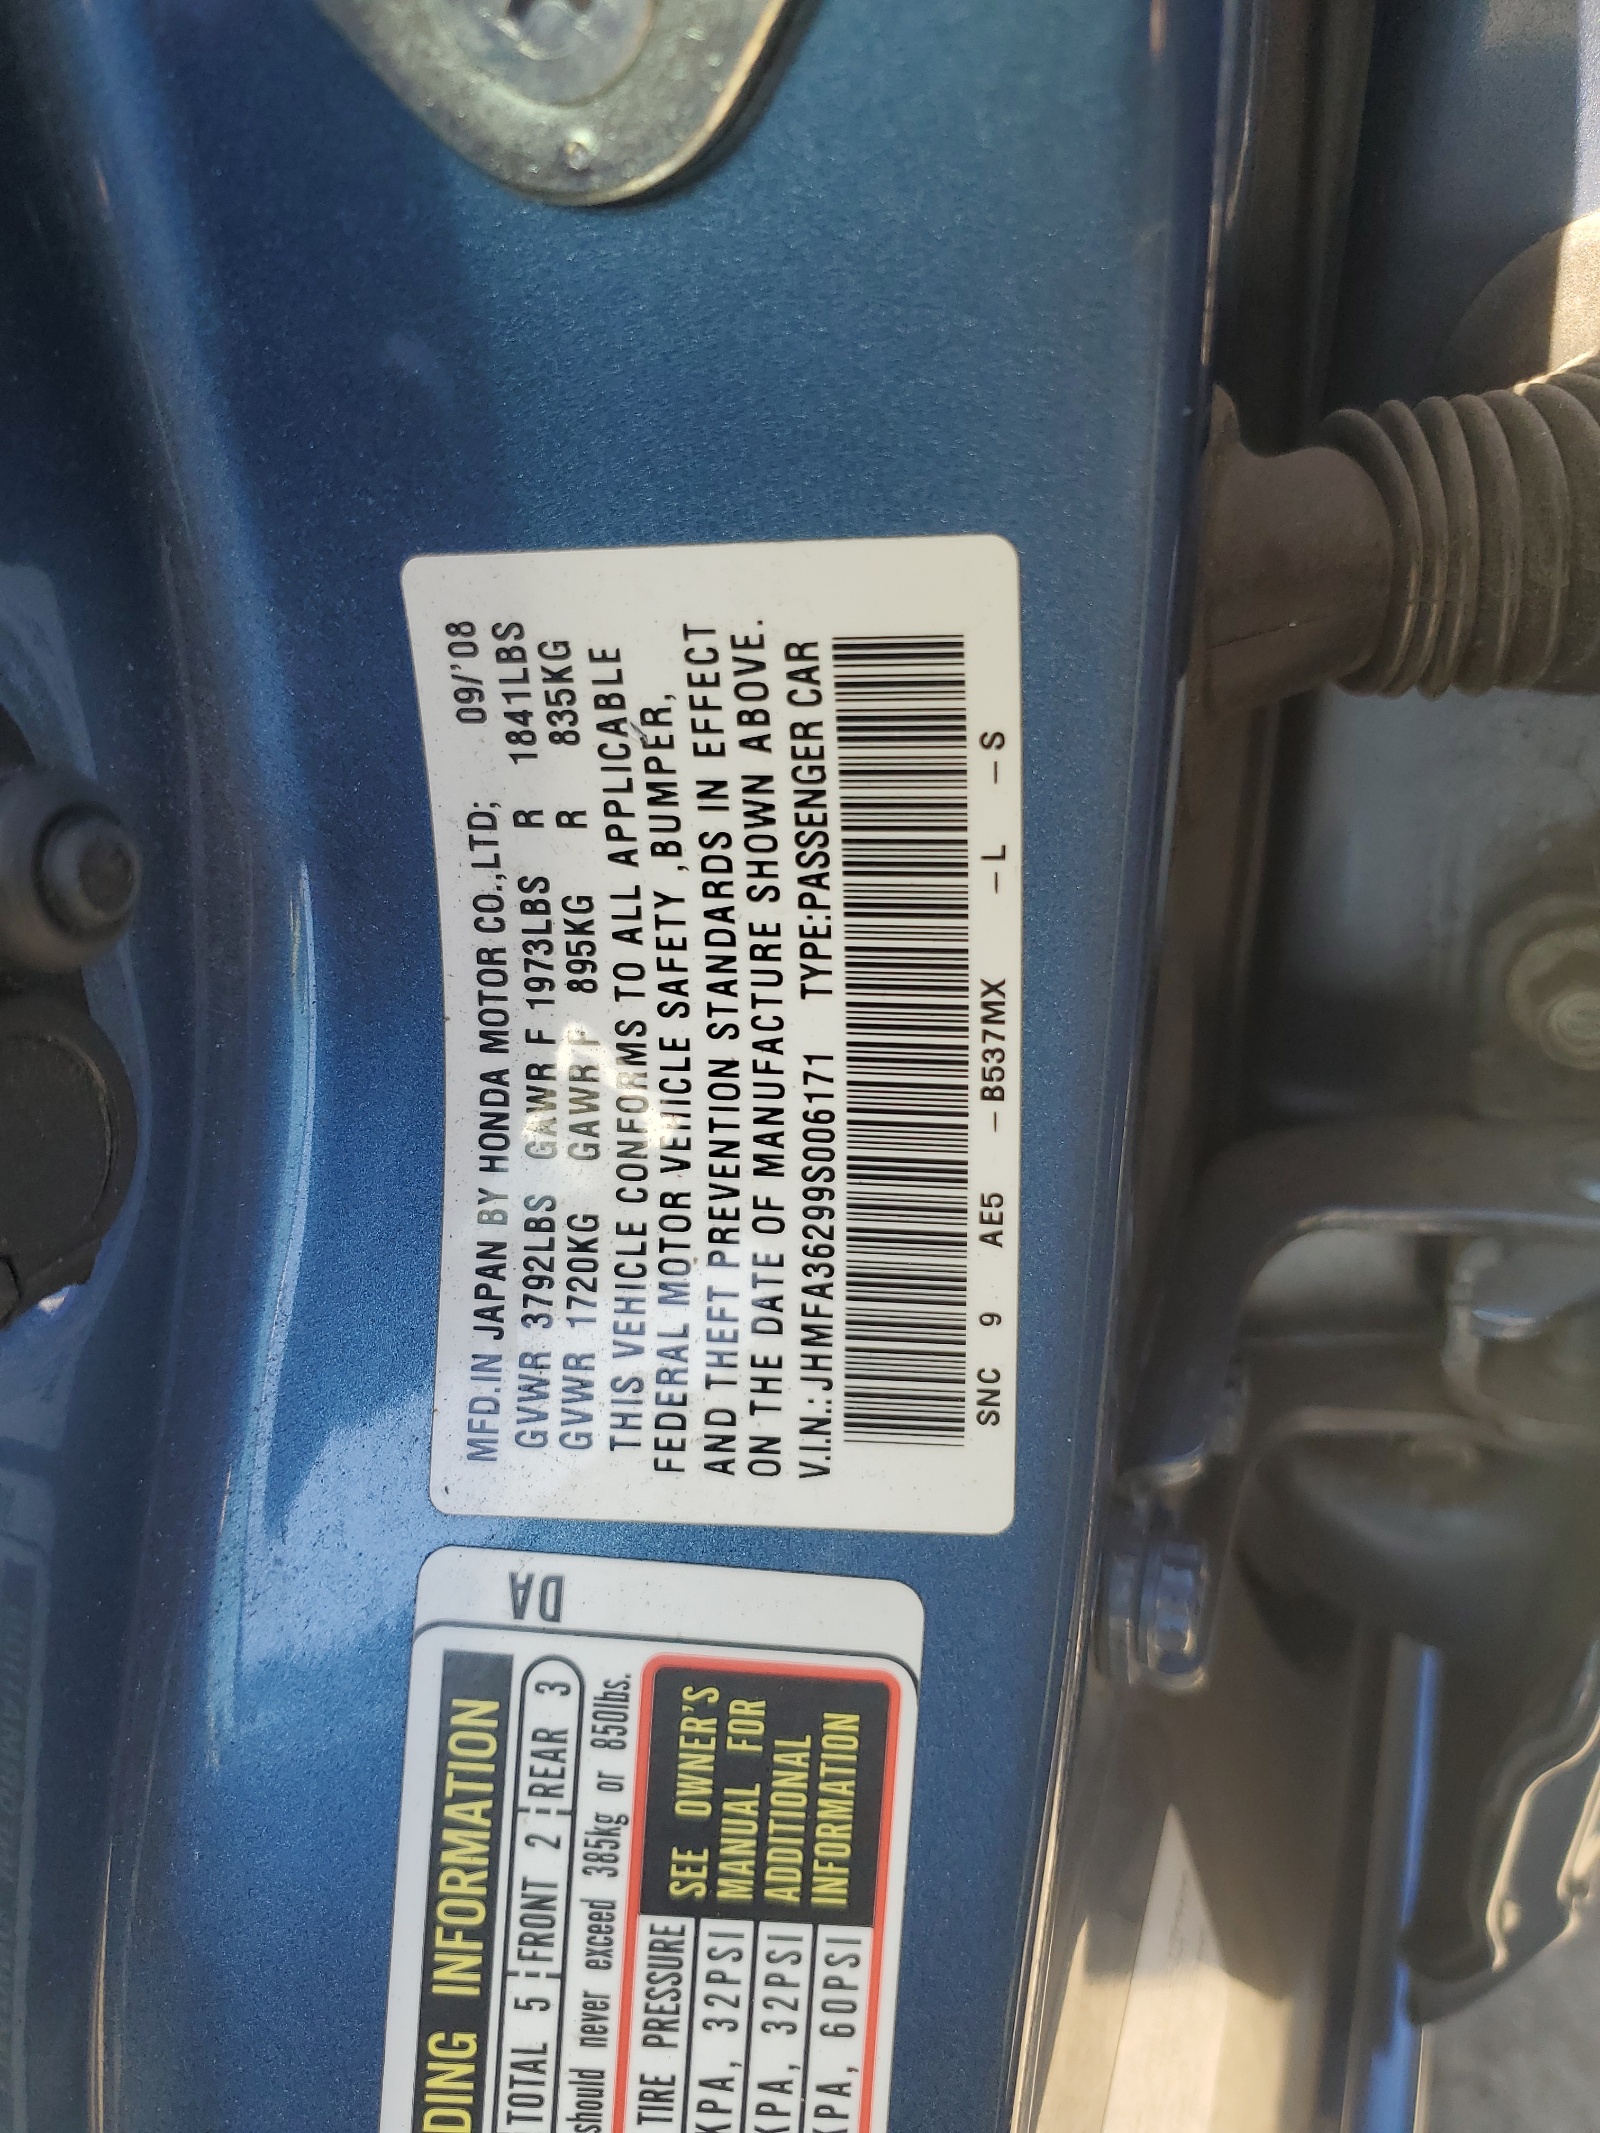 MFD.IN JAPAN BY HONDA MOTOR CO.,LTD; 09/'08
GVWR 3792LBS GAWR F 1973LBS R 1841LBS
GVWR 1720KG GAWR F 895KG R 835KG
THIS VEHICLE CONFORMS TO ALL APPLICABLE
FEDERAL MOTOR VEHICLE SAFETY ,BUMPER,
AND THEFT PREVENTION STANDARDS IN EFFECT
ON THE DATE OF MANUFACTURE SHOWN ABOVE.
V.I.N.:JHMFA36299S006171 TYPE:PASSENGER CAR
SNC 9 AE5 -B537MX -L -S
DA
DING INFORMATION
TOTAL 5 FRONT 2 REAR 3
should never exceed 385kg or 850lbs.
TIRE PRESSURE
KPA, 32PSI
KPA, 32PSI
KPA, 60PSI
SEE OWNER'S
MANUAL FOR
ADDITIONAL
INFORMATION